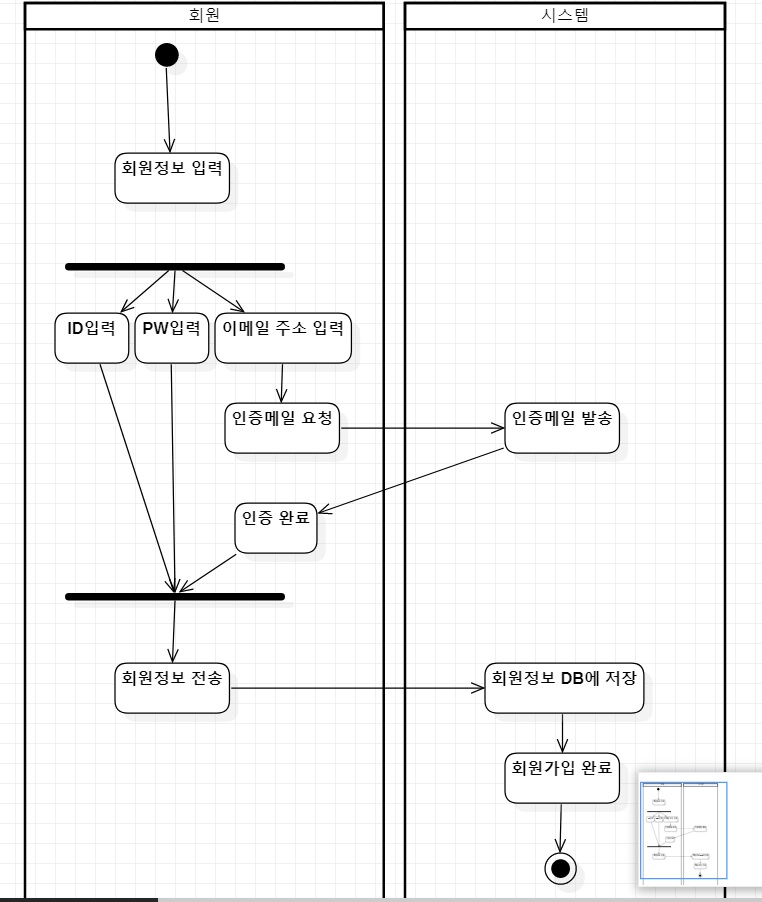 회원
시스템
회원정보 입력
ID입력
PW입력
이메일 주소 입력
인증메일 요청
인증메일 발송
인증 완료
회원정보 전송
회원정보 DB에 저장
회원가입 완료